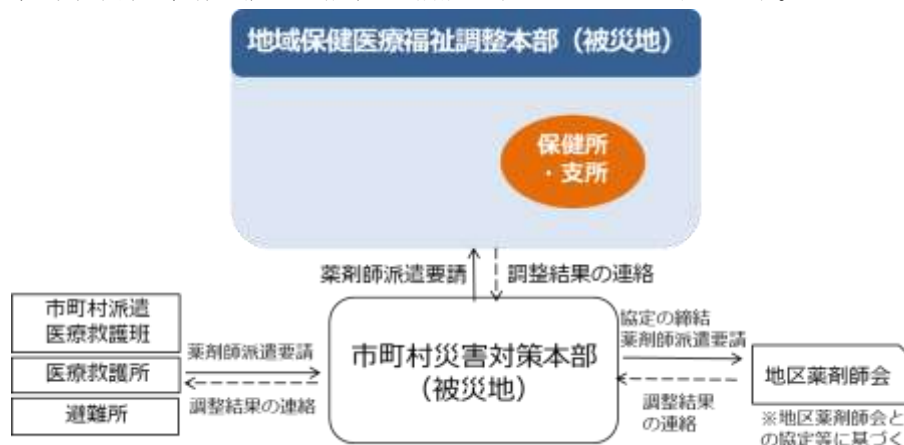 地域保健医療福祉調整本部（被災地）
保健所
・支所
薬剤師派遣要請
調整結果の連絡
市町村派遣
医療救護班
医療救護所
避難所
薬剤師派遣要請
調整結果の連絡
市町村災害対策本部
（被災地）
協定の締結
薬剤師派遣要請
調整結果
の連絡
地区薬剤師会
※地区薬剤師会と
の協定等に基づく